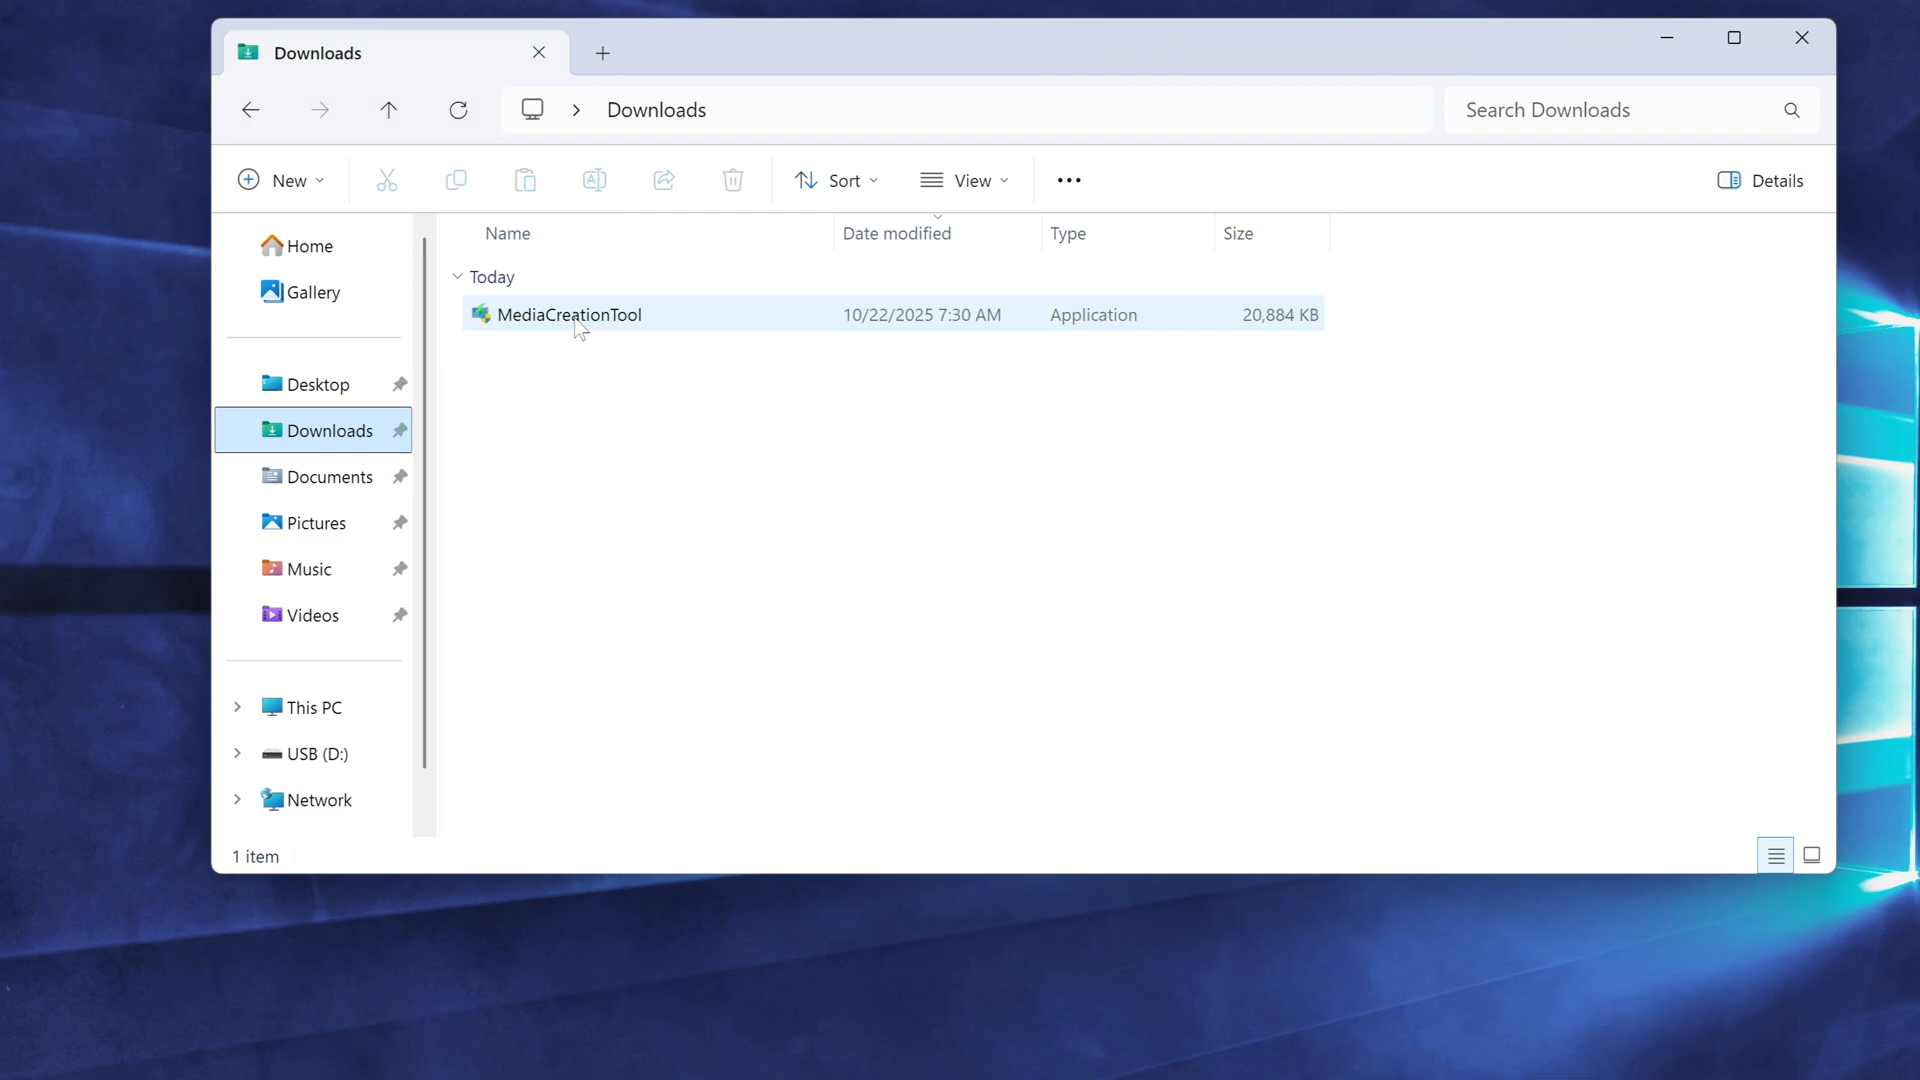 Downloads
Downloads
Search Downloads
New
Sort
View
Details
Home
Gallery
Desktop
Downloads
Documents
Pictures
Music
Videos
This PC
USB (D:)
Network
Name Date modified Type Size
Today
MediaCreationTool 10/22/2025 7:30 AM Application 20,884 KB
1 item